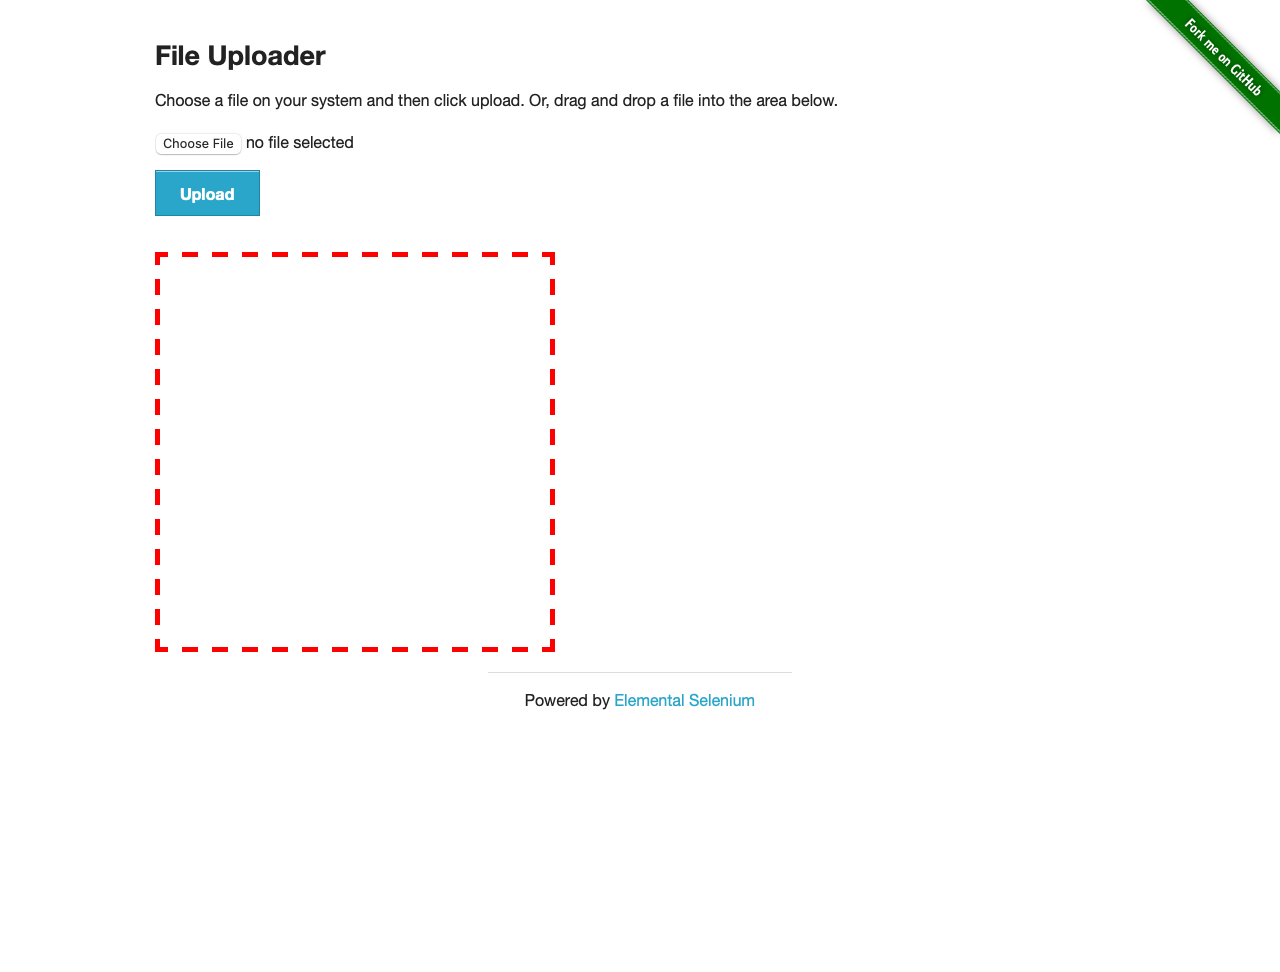 File Uploader
Choose a file on your system and then click upload. Or, drag and drop a file into the area below.
Choose File no file selected
Upload
Powered by Elemental Selenium
Fork me on GitHub